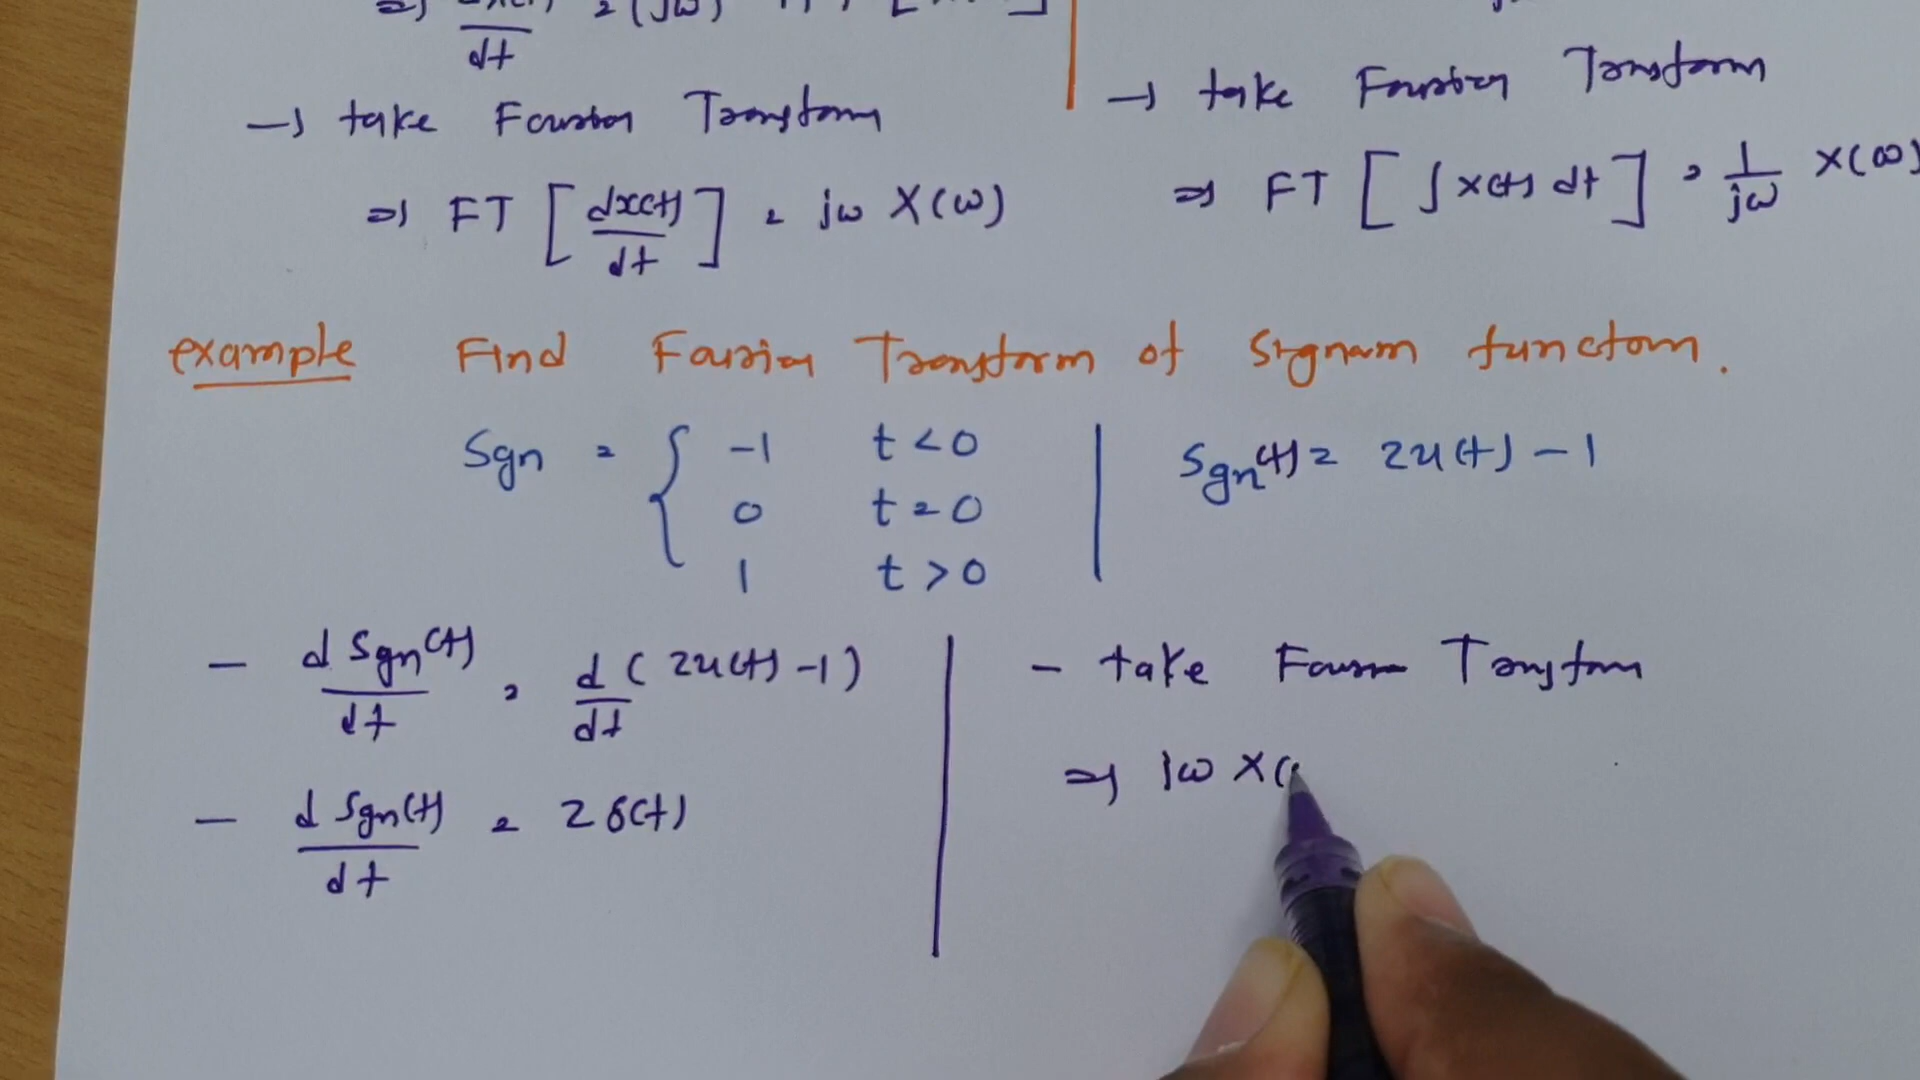 dt
→ take Fourier Transform
⇒ FT [dx(t)/dt] = jω X(ω)
→ take Fourier Transform
⇒ FT [∫ x(t) dt] = 1/jω X(ω)
example Find Fourier Transform of Signam function.
Sgn = { -1 t<0
0 t=0
1 t>0
Sgn(t) = 2u(t) - 1
- d Sgn(t)/dt = d/dt (2u(t) - 1)
- d Sgn(t)/dt = 2δ(t)
- take Fourier Transform
⇒ jω X(